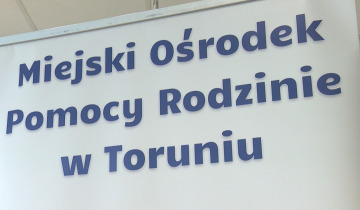 Miejski Ośrodek
Pomocy Rodzinie
w Toruniu